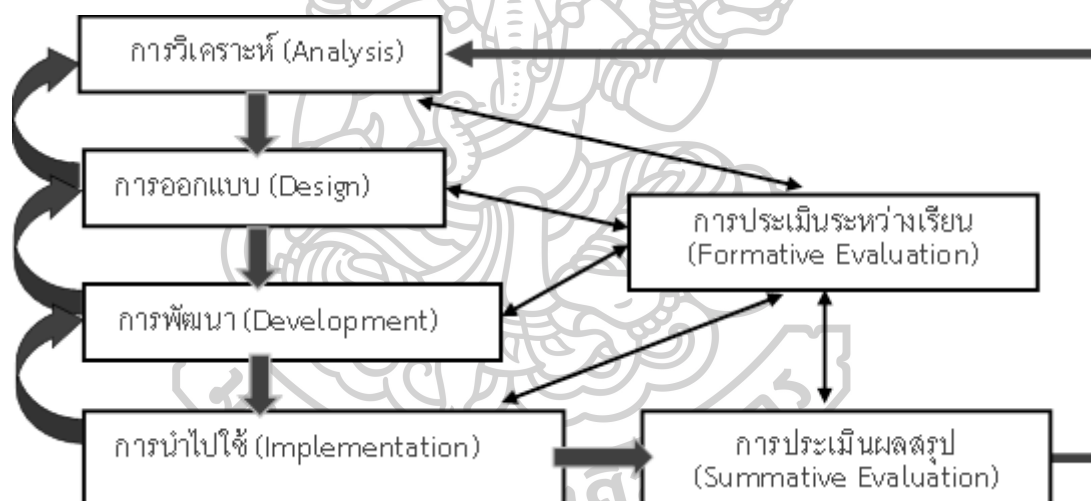 การวิเคราะห์ (Analysis)
การออกแบบ (Design)
การประเมินระหว่างเรียน
(Formative Evaluation)
การพัฒนา (Development)
การนำไปใช้ (Implementation)
การประเมินผลสรุป
(Summative Evaluation)